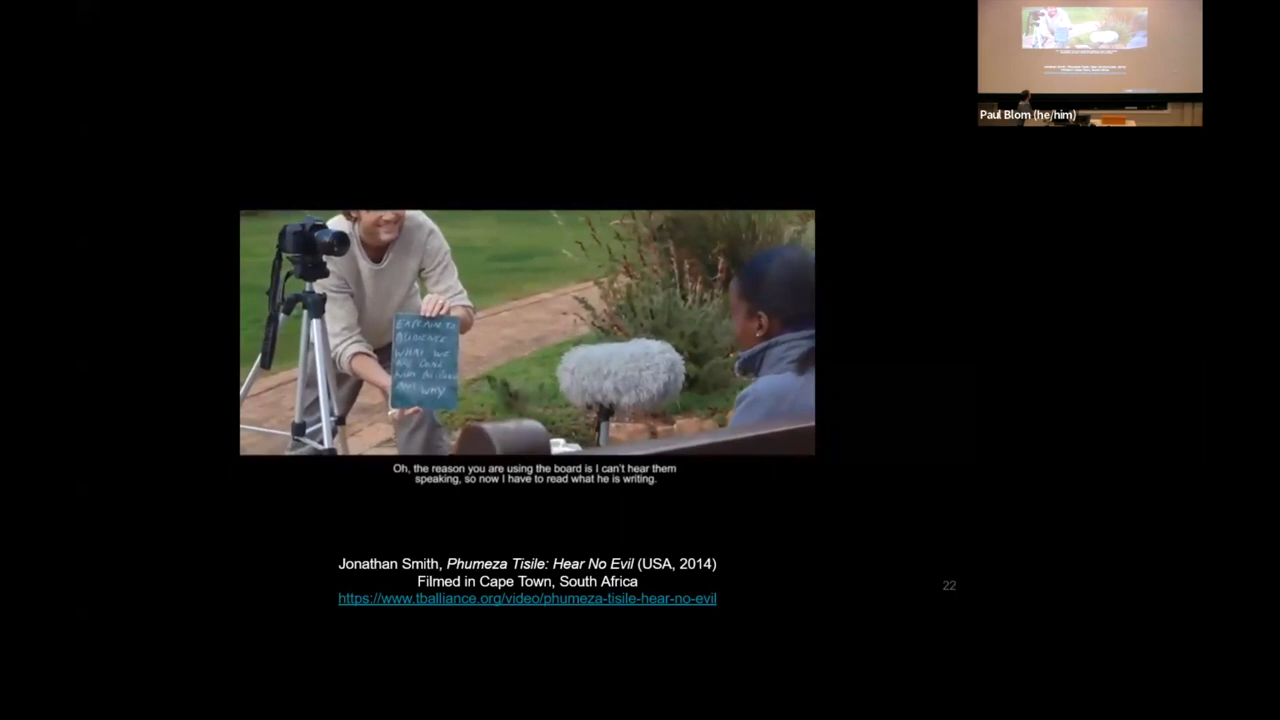 Paul Blom (he/him)
EXPLAIN TO
AUDIENCE
WHAT WE
WHY
Oh, the reason you are using the board is I can't hear them
speaking, so now I have to read what he is writing.
Jonathan Smith, Phumeza Tisile: Hear No Evil (USA, 2014)
Filmed in Cape Town, South Africa
https://www.tballiance.org/video/phumeza-tisile-hear-no-evil
22